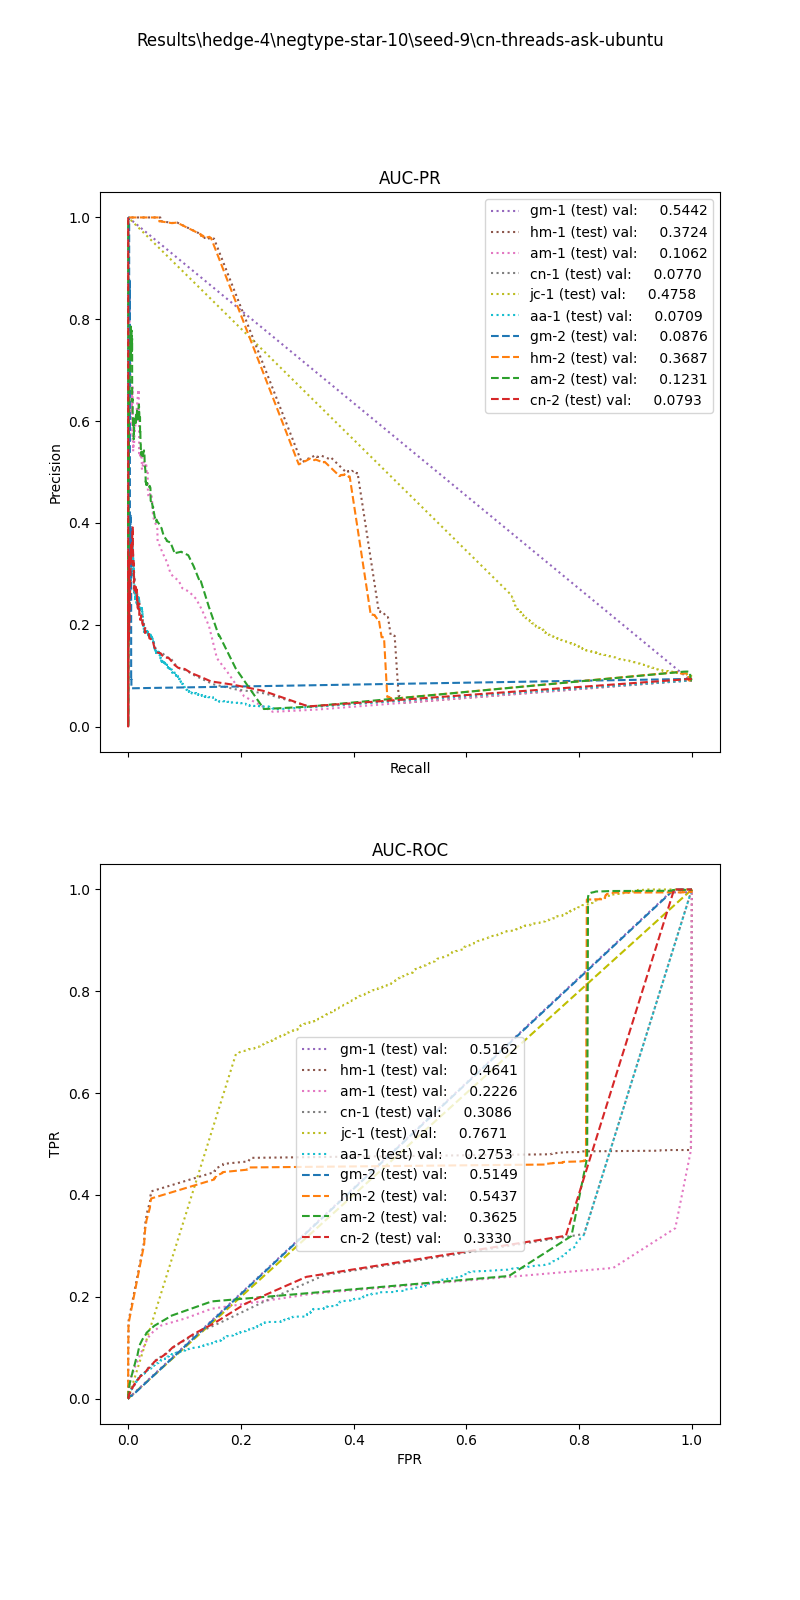 Results\hedge-4\negtype-star-10\seed-9\cn-threads-ask-ubuntu
AUC-PR
1.0
0.8
0.6
0.4
0.2
0.0
Precision
Recall
gm-1 (test) val: 0.5442
hm-1 (test) val: 0.3724
am-1 (test) val: 0.1062
cn-1 (test) val: 0.0770
jc-1 (test) val: 0.4758
aa-1 (test) val: 0.0709
gm-2 (test) val: 0.0876
hm-2 (test) val: 0.3687
am-2 (test) val: 0.1231
cn-2 (test) val: 0.0793
AUC-ROC
1.0
0.8
0.6
0.4
0.2
0.0
TPR
gm-1 (test) val: 0.5162
hm-1 (test) val: 0.4641
am-1 (test) val: 0.2226
cn-1 (test) val: 0.3086
jc-1 (test) val: 0.7671
aa-1 (test) val: 0.2753
gm-2 (test) val: 0.5149
hm-2 (test) val: 0.5437
am-2 (test) val: 0.3625
cn-2 (test) val: 0.3330
0.0 0.2 0.4 0.6 0.8 1.0
FPR